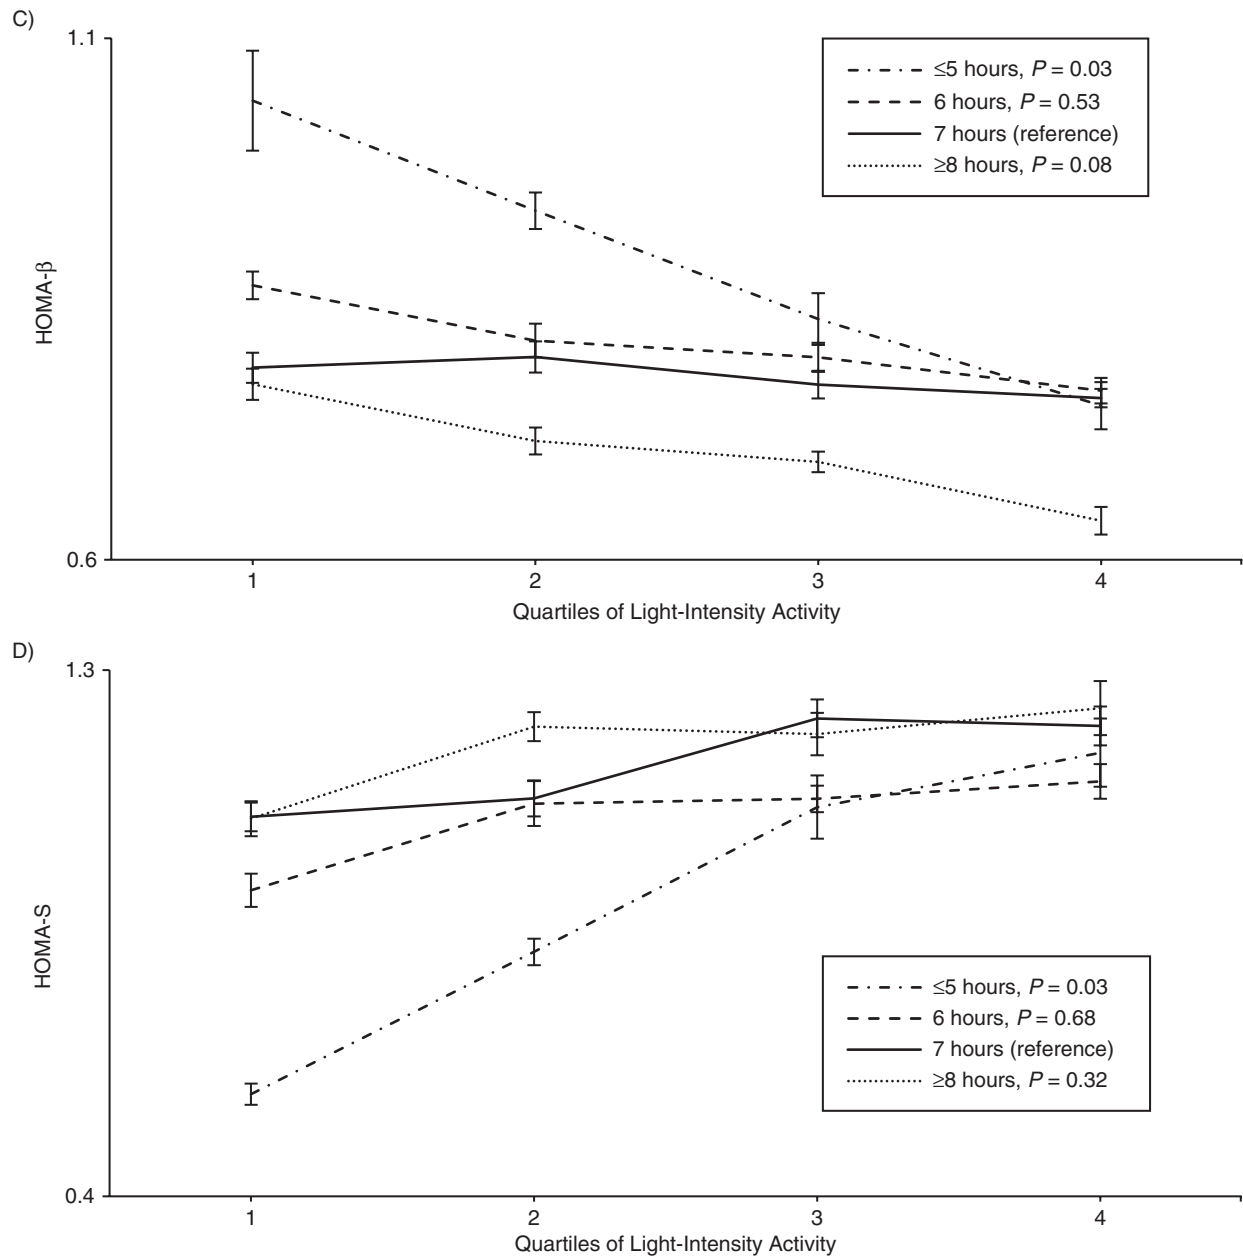 C)
1.1
≤5 hours, P = 0.03
6 hours, P = 0.53
7 hours (reference)
≥8 hours, P = 0.08
HOMA-β
0.6
1 2 3 4
Quartiles of Light-Intensity Activity
D)
1.3
HOMA-S
≤5 hours, P = 0.03
6 hours, P = 0.68
7 hours (reference)
≥8 hours, P = 0.32
0.4
1 2 3 4
Quartiles of Light-Intensity Activity